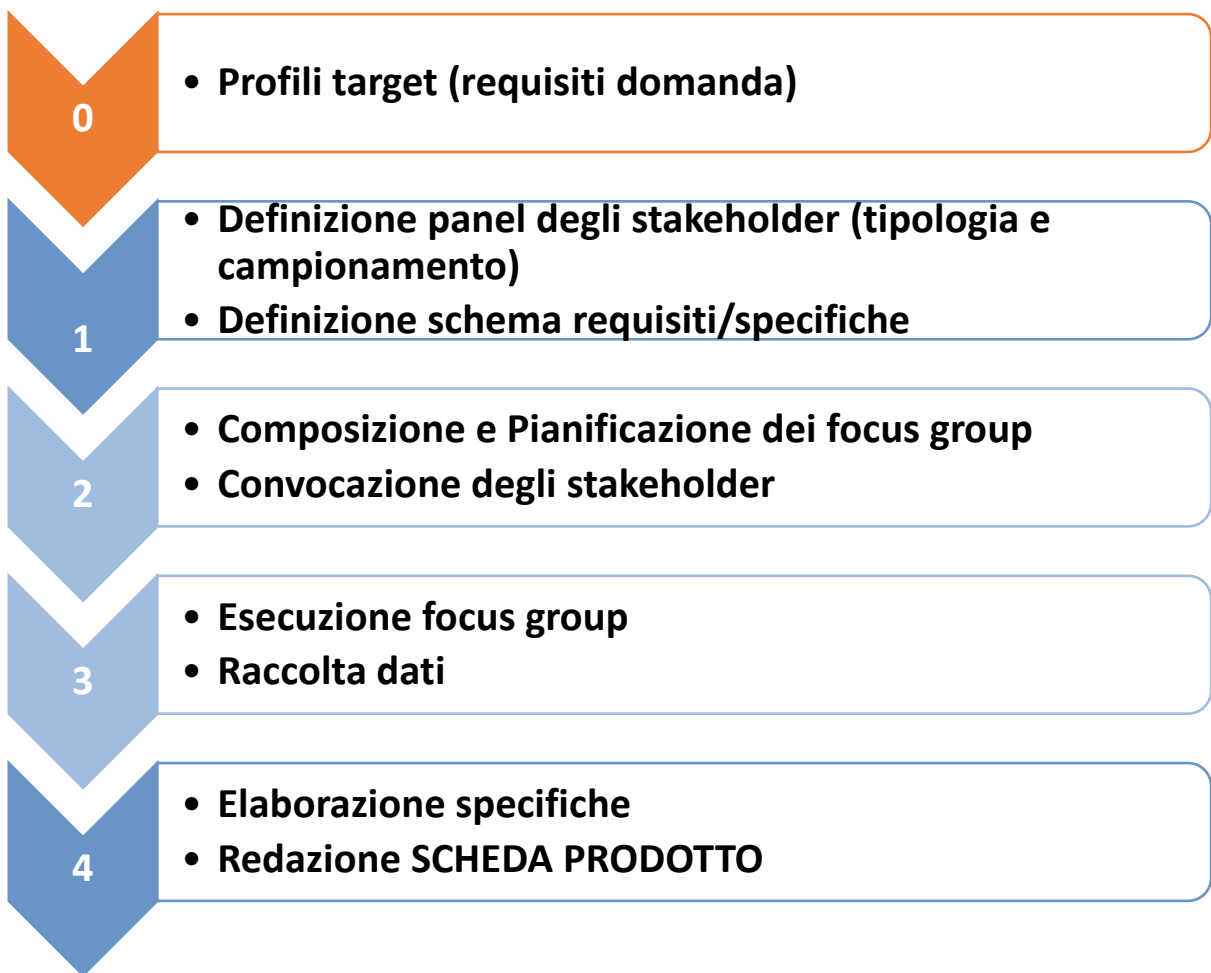 0
• Profili target (requisiti domanda)
1
• Definizione panel degli stakeholder (tipologia e
campionamento)
• Definizione schema requisiti/specifiche
2
• Composizione e Pianificazione dei focus group
• Convocazione degli stakeholder
3
• Esecuzione focus group
• Raccolta dati
4
• Elaborazione specifiche
• Redazione SCHEDA PRODOTTO